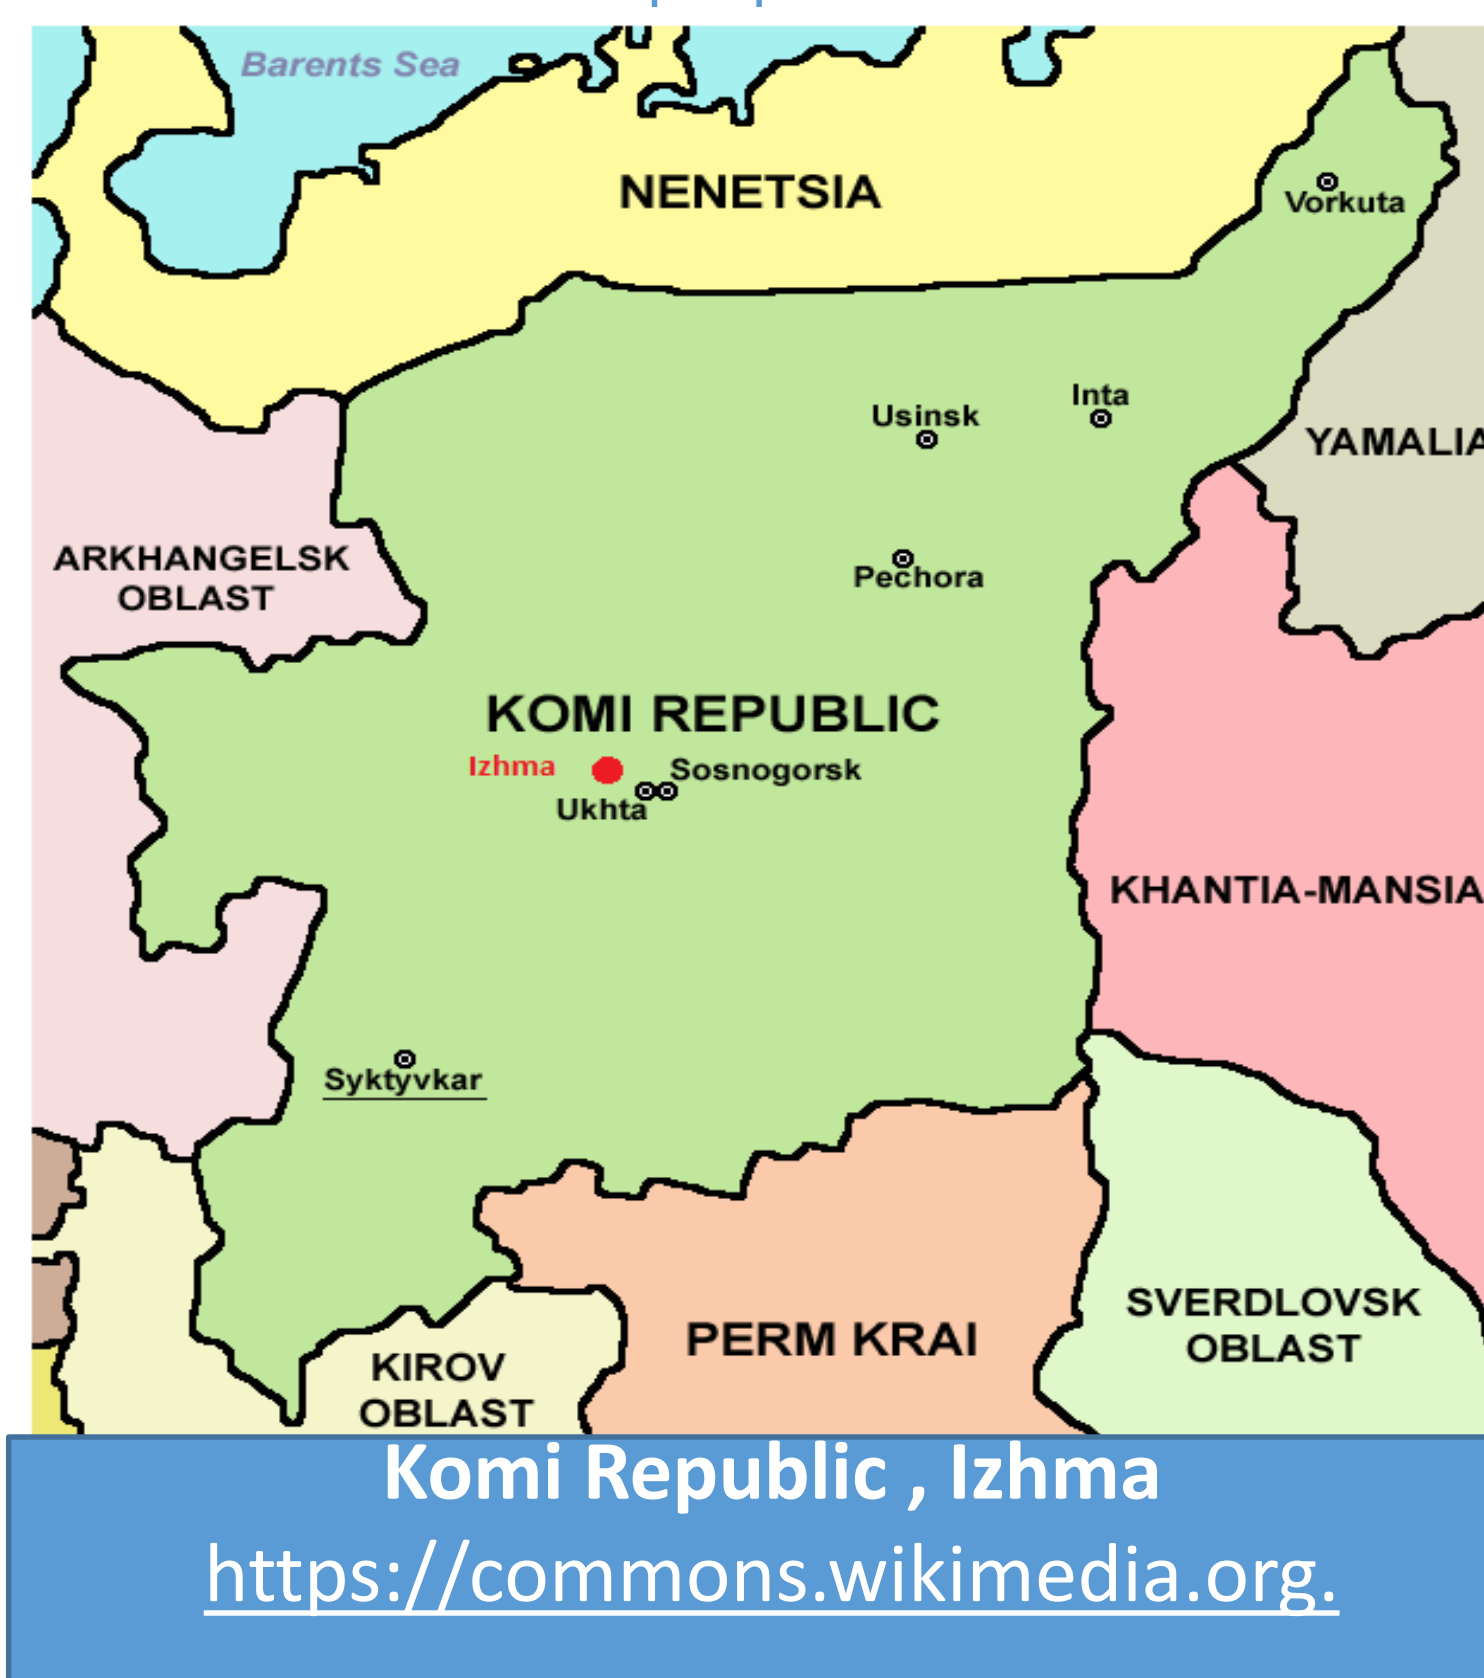 Barents Sea
NENETSIA
Vorkuta
Inta
Usinsk
YAMALIA
ARKHANGELSK
OBLAST
Pechora
KOMI REPUBLIC
Izhma
Sosnogorsk
Ukhta
KHANTIA-MANSIA
Syktyvkar
SVERDLOVSK
OBLAST
PERM KRAI
KIROV
OBLAST
Komi Republic , Izhma
https://commons.wikimedia.org.